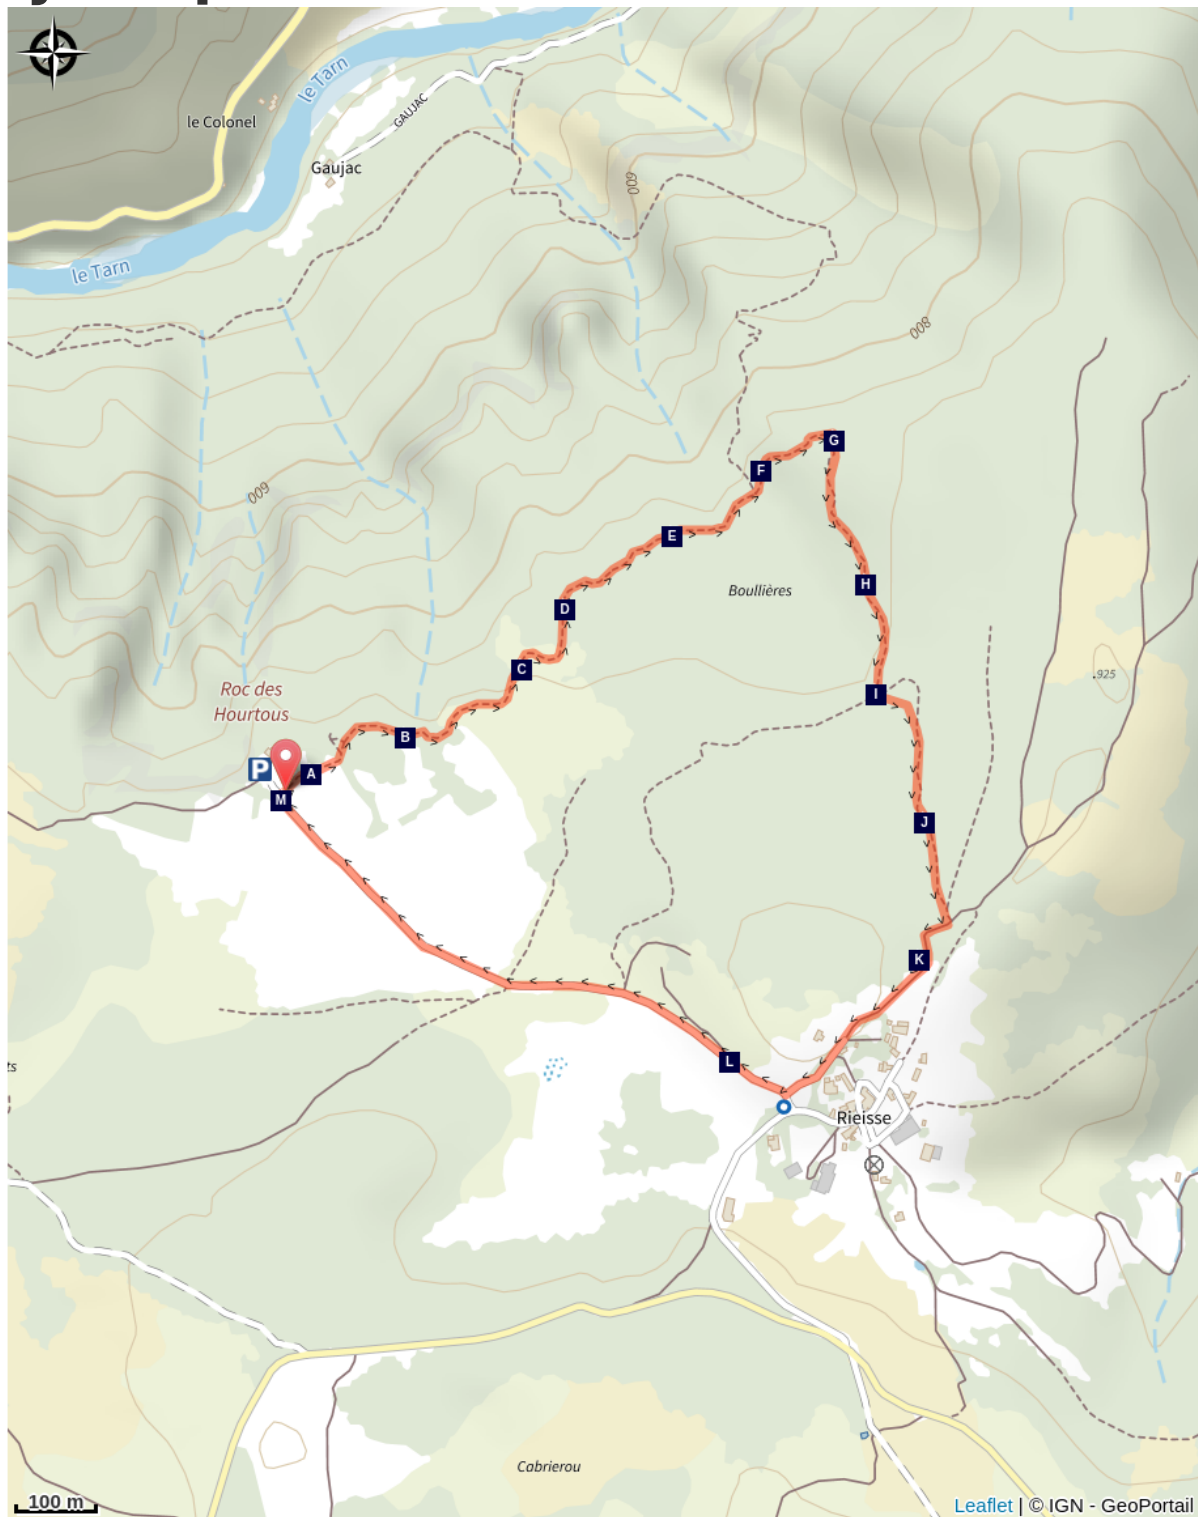 le Tarn
le Colonel
GAUJAC
Gaujac
le Tarn
600
800
600
F
G
E
H
Boullières
D
C
925
Roc des
Hourtous
I
B
P
A
M
J
K
L
Rieisse
Cabrierou
100 m
Leaflet | © IGN - GeoPortail